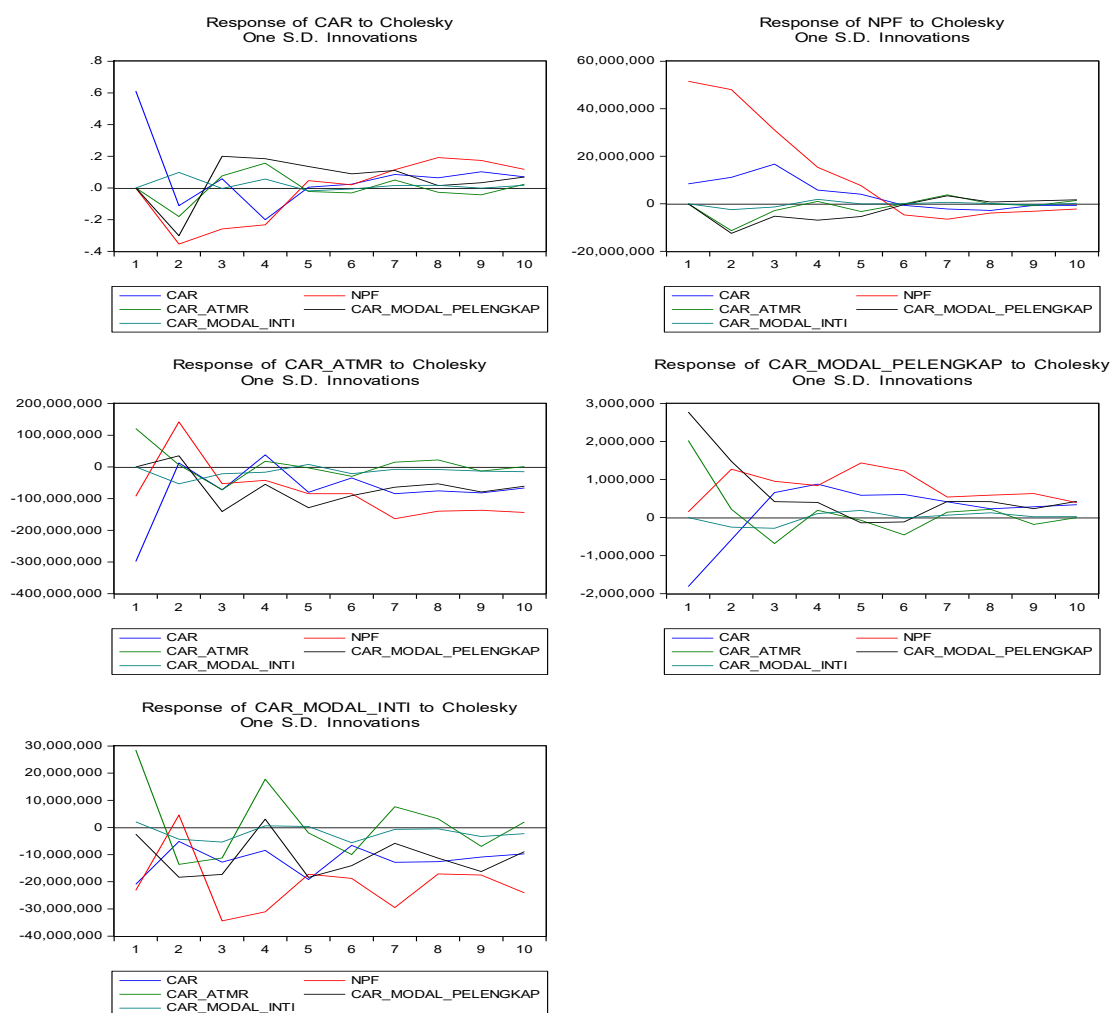 Response of CAR to Cholesky
One S.D. Innovations
.8
.6
.4
.2
.0
-.2
-.4
1 2 3 4 5 6 7 8 9 10
CAR NPF
CAR_ATMR CAR_MODAL_PELENGKAP
CAR_MODAL_INTI
Response of NPF to Cholesky
One S.D. Innovations
60,000,000
40,000,000
20,000,000
0
-20,000,000
1 2 3 4 5 6 7 8 9 10
CAR NPF
CAR_ATMR CAR_MODAL_PELENGKAP
CAR_MODAL_INTI
Response of CAR_ATMR to Cholesky
One S.D. Innovations
200,000,000
100,000,000
0
-100,000,000
-200,000,000
-300,000,000
-400,000,000
1 2 3 4 5 6 7 8 9 10
CAR NPF
CAR_ATMR CAR_MODAL_PELENGKAP
CAR_MODAL_INTI
Response of CAR_MODAL_PELENGKAP to Cholesky
One S.D. Innovations
3,000,000
2,000,000
1,000,000
0
-1,000,000
-2,000,000
1 2 3 4 5 6 7 8 9 10
CAR NPF
CAR_ATMR CAR_MODAL_PELENGKAP
CAR_MODAL_INTI
Response of CAR_MODAL_INTI to Cholesky
One S.D. Innovations
30,000,000
20,000,000
10,000,000
0
-10,000,000
-20,000,000
-30,000,000
-40,000,000
1 2 3 4 5 6 7 8 9 10
CAR NPF
CAR_ATMR CAR_MODAL_PELENGKAP
CAR_MODAL_INTI